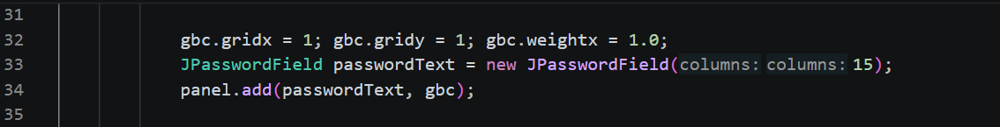 31
32 gbc.gridx = 1; gbc.gridy = 1; gbc.weightx = 1.0;
33 JPasswordField passwordText = new JPasswordField(columns: columns: 15);
34 panel.add(passwordText, gbc);
35